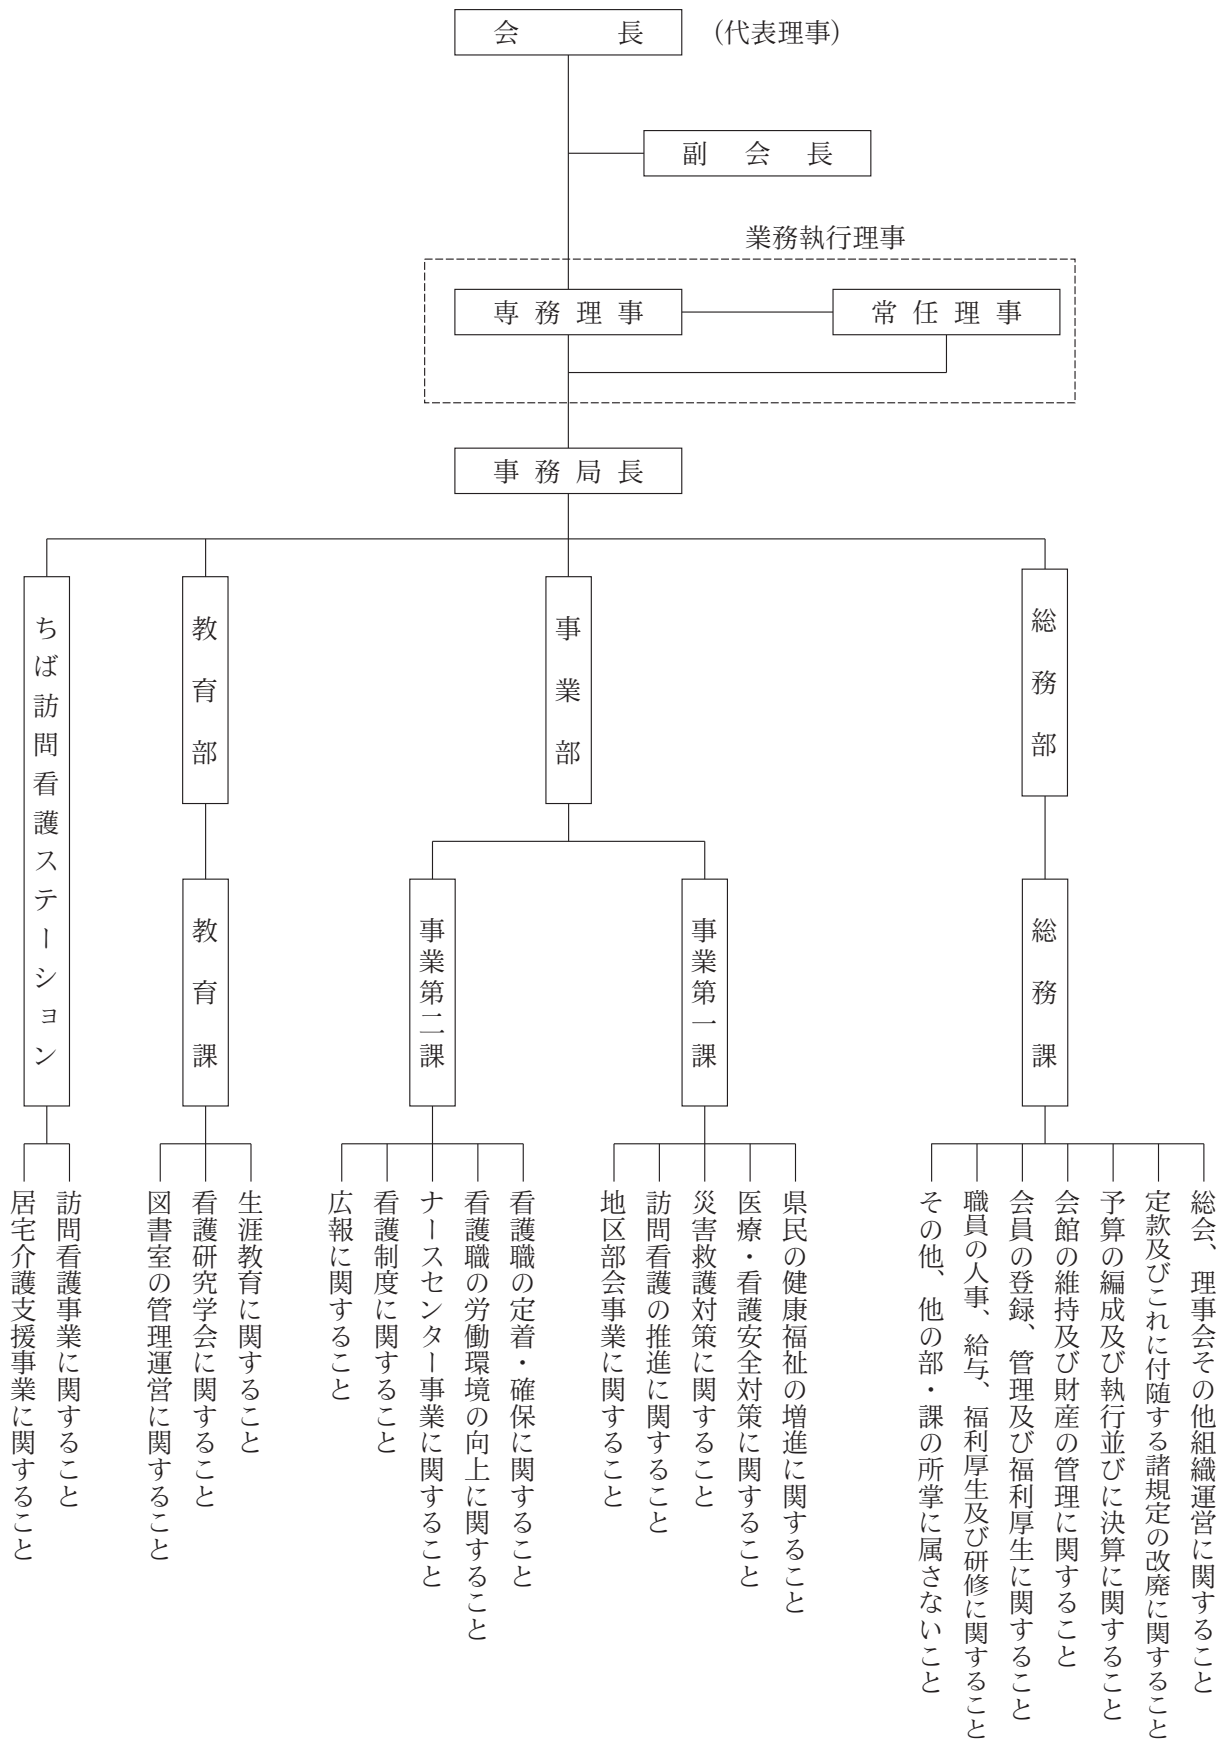 会長
(代表理事)
副会長
業務執行理事
専務理事
常任理事
事務局長
総務部
事業部
教育部
ちば訪問看護ステーション
総務課
事業第一課
事業第二課
教育課
総会、理事会その他組織運営に関すること
定款及びこれに付随する諸規定の改廃に関すること
予算の編成及び執行並びに決算に関すること
会館の維持及び財産の管理に関すること
会員の登録、管理及び福利厚生に関すること
職員の人事、給与、福利厚生及び研修に関すること
その他、他の部・課の所掌に属さないこと
県民の健康福祉の増進に関すること
医療・看護安全対策に関すること
災害救護対策に関すること
訪問看護の推進に関すること
地区部会事業に関すること
看護職の定着・確保に関すること
看護職の労働環境の向上に関すること
ナースセンター事業に関すること
看護制度に関すること
広報に関すること
生涯教育に関すること
看護研究学会に関すること
図書室の管理運営に関すること
訪問看護事業に関すること
居宅介護支援事業に関すること